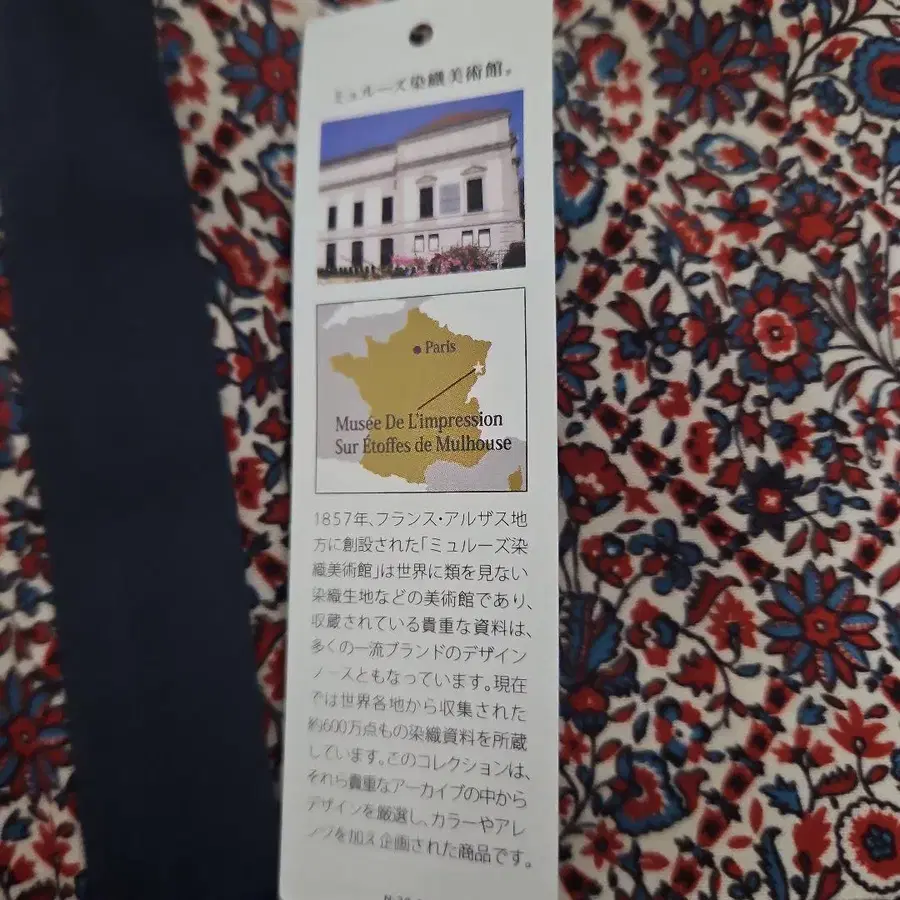 ミュルーズ染織美術館。
Paris
Musée De L'impression
Sur Étoffes de Mulhouse
1857年、フランス・アルザス地
方に創設された「ミュルーズ染
織美術館」は世界に類を見ない
染織生地などの美術館であり、
収蔵されている貴重な資料は、
多くの一流ブランドのデザイン
ソースともなっています。現在
では世界各地から収集された
約600万点もの染織資料を所蔵
しています。このコレクションは、
それら貴重なアーカイブの中から
デザインを厳選し、カラーやアレ
ンジを加え企画された商品です。